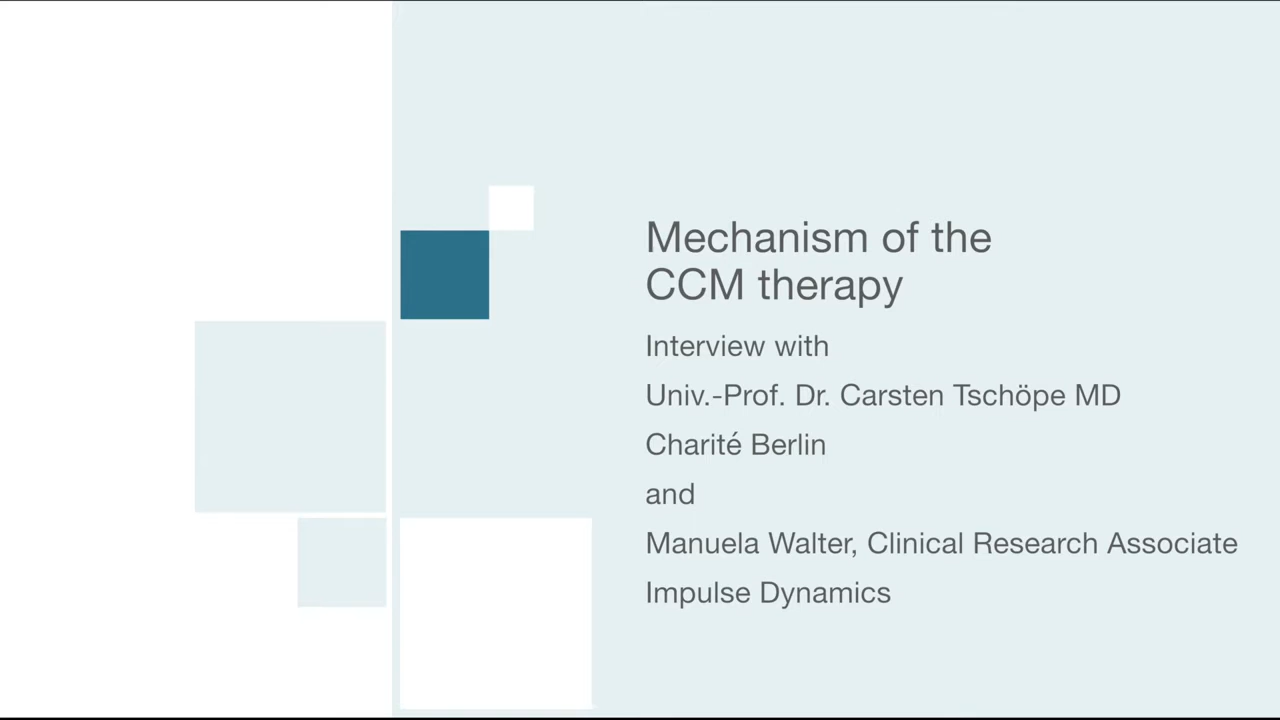 Mechanism of the
CCM therapy
Interview with
Univ.-Prof. Dr. Carsten Tschöpe MD
Charité Berlin
and
Manuela Walter, Clinical Research Associate
Impulse Dynamics